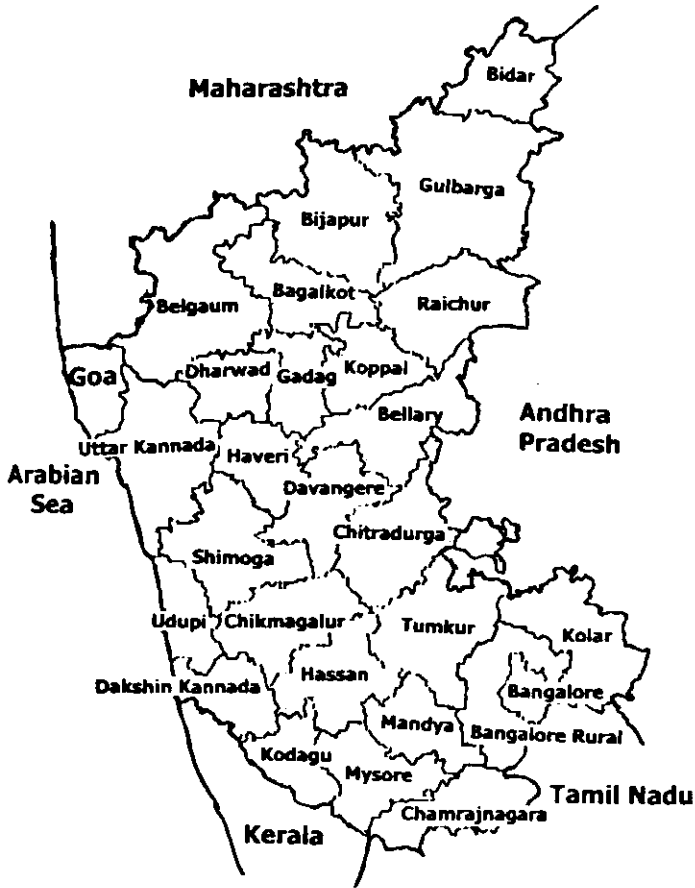 Bidar
Maharashtra
Gulbarga
Bijapur
Bagalkot
Belgaum
Raichur
Goa
Dharwad
Gadag
Koppal
Bellary
Andhra
Pradesh
Uttar Kannada
Haveri
Arabian
Sea
Davangere
Chitradurga
Shimoga
Udupi
Chikmagalur
Tumkur
Kolar
Hassan
Dakshin Kannada
Bangalore
Mandya
Bangalore Rural
Kodagu
Mysore
Tamil Nadu
Chamrajnagara
Kerala